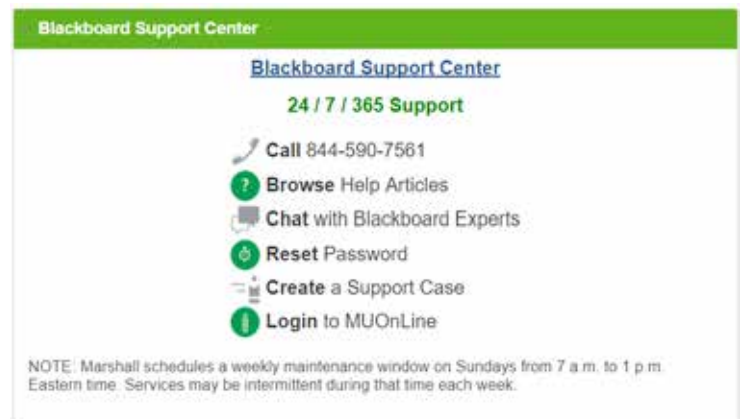 Blackboard Support Center
Blackboard Support Center
24 / 7 / 365 Support
Call 844-590-7561
? Browse Help Articles
Chat with Blackboard Experts
Reset Password
Create a Support Case
Login to MUOnLine
NOTE: Marshall schedules a weekly maintenance window on Sundays from 7 a.m. to 1 p.m.
Eastern time. Services may be intermittent during that time each week.